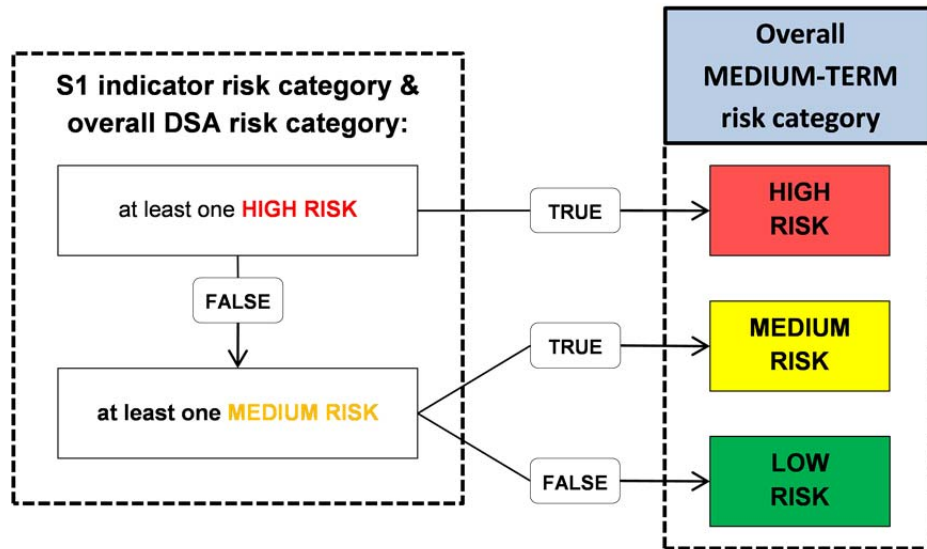 S1 indicator risk category &
overall DSA risk category:
at least one HIGH RISK
FALSE
at least one MEDIUM RISK
TRUE
TRUE
FALSE
Overall
MEDIUM-TERM
risk category
HIGH
RISK
MEDIUM
RISK
LOW
RISK